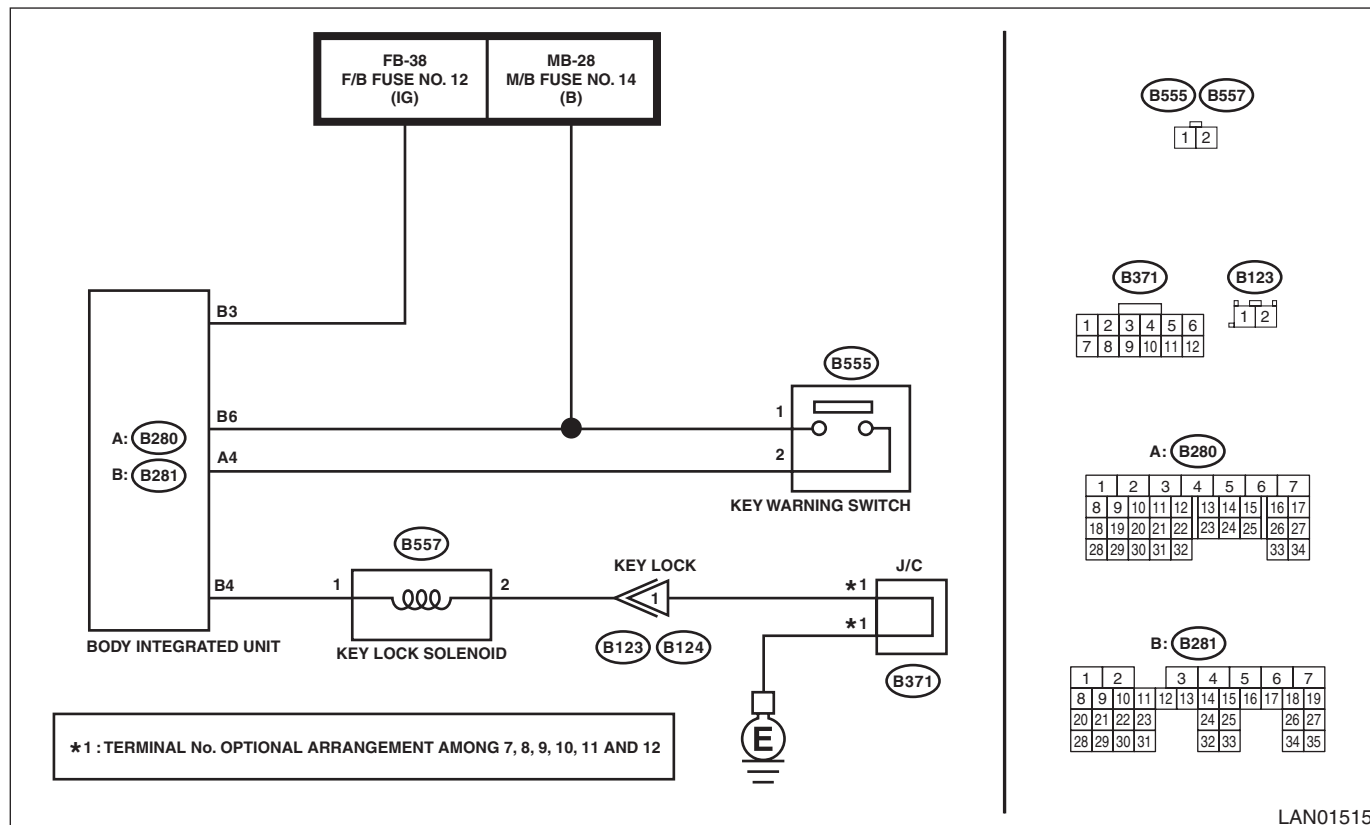 FB-38
F/B FUSE NO. 12
(IG)
MB-28
M/B FUSE NO. 14
(B)
B3
B6
A4
B4
A: B280
B: B281
BODY INTEGRATED UNIT
B555
1
2
KEY WARNING SWITCH
B557
1
2
KEY LOCK SOLENOID
KEY LOCK
1
B123 B124
J/C
*1
*1
B371
E
*1 : TERMINAL No. OPTIONAL ARRANGEMENT AMONG 7, 8, 9, 10, 11 AND 12
B555 B557
1 2
B371
1 2 3 4 5 6
7 8 9 10 11 12
B123
1 2
A: B280
1 2 3 4 5 6 7
8 9 10 11 12 13 14 15 16 17
18 19 20 21 22 23 24 25 26 27
28 29 30 31 32 33 34
B: B281
1 2 3 4 5 6 7
8 9 10 11 12 13 14 15 16 17 18 19
20 21 22 23 24 25 26 27
28 29 30 31 32 33 34 35
LAN01515